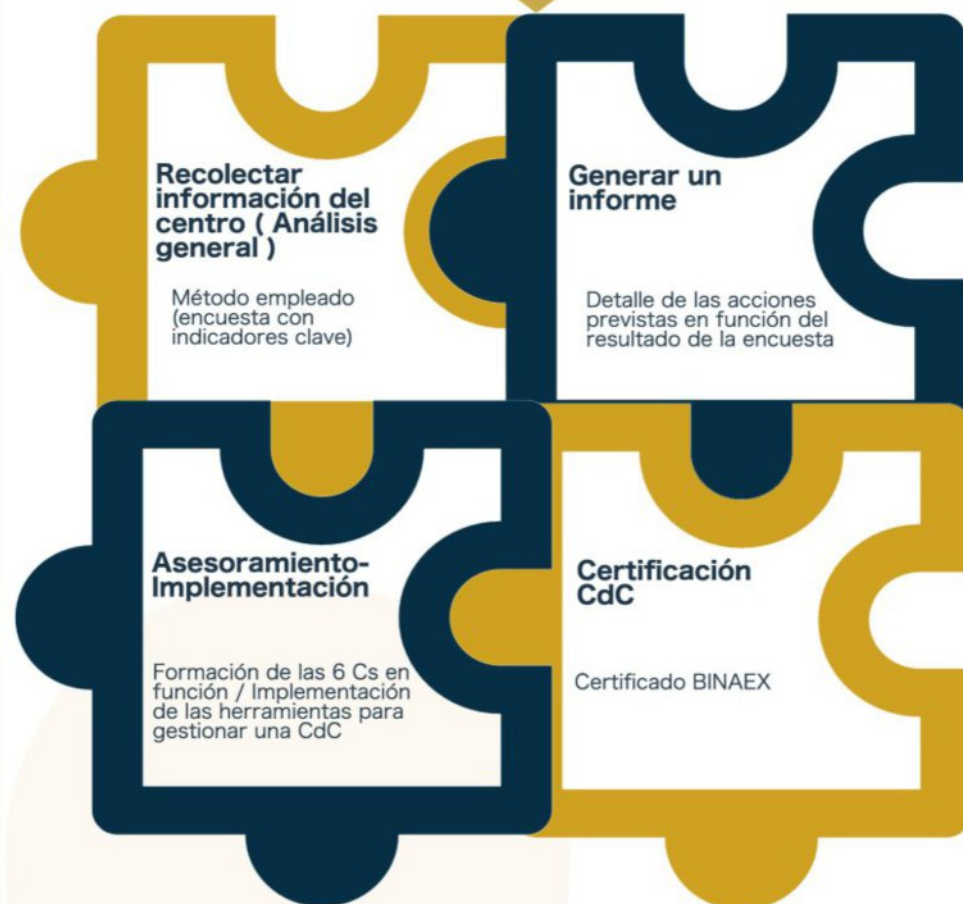 Recolectar
información del
centro ( Análisis
general )
Método empleado
(encuesta con
indicadores clave)
Generar un
informe
Detalle de las acciones
previstas en función del
resultado de la encuesta
Asesoramiento-
Implementación
Formación de las 6 Cs en
función / Implementación
de las herramientas para
gestionar una CdC
Certificación
CdC
Certificado BINAEX